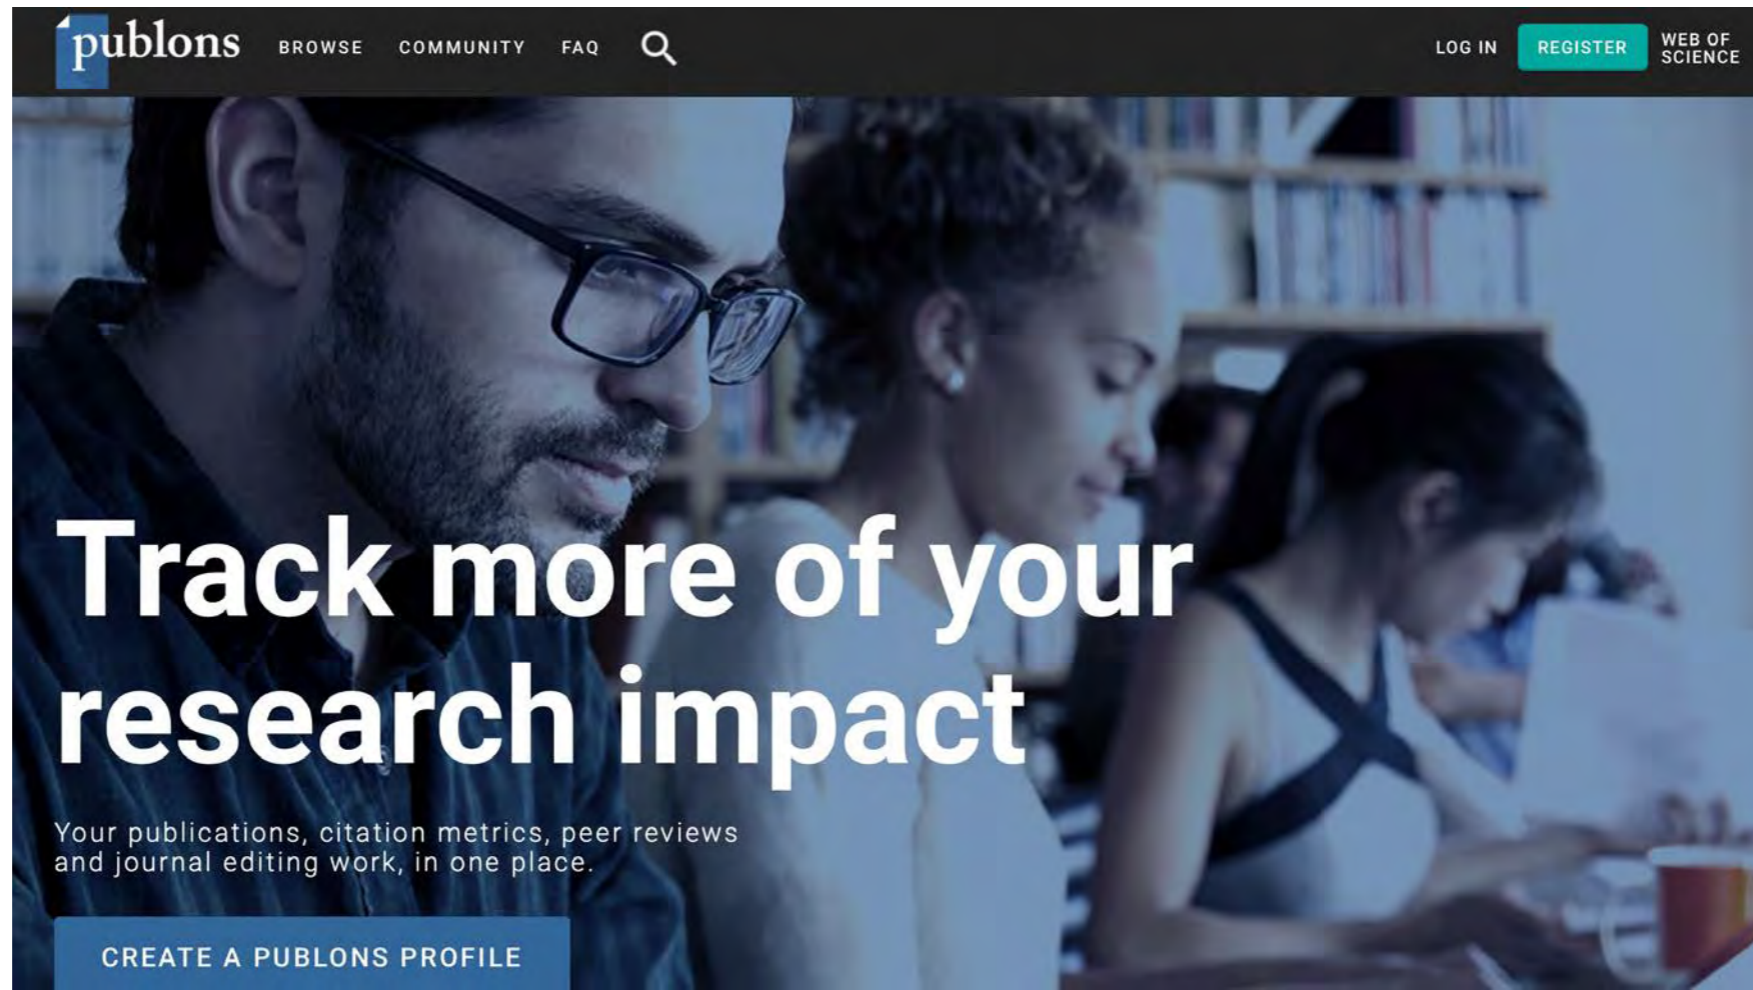 publons
BROWSE
COMMUNITY
FAQ
LOG IN
REGISTER
WEB OF
SCIENCE
Track more of your
research impact
Your publications, citation metrics, peer reviews
and journal editing work, in one place.
CREATE A PUBLONS PROFILE